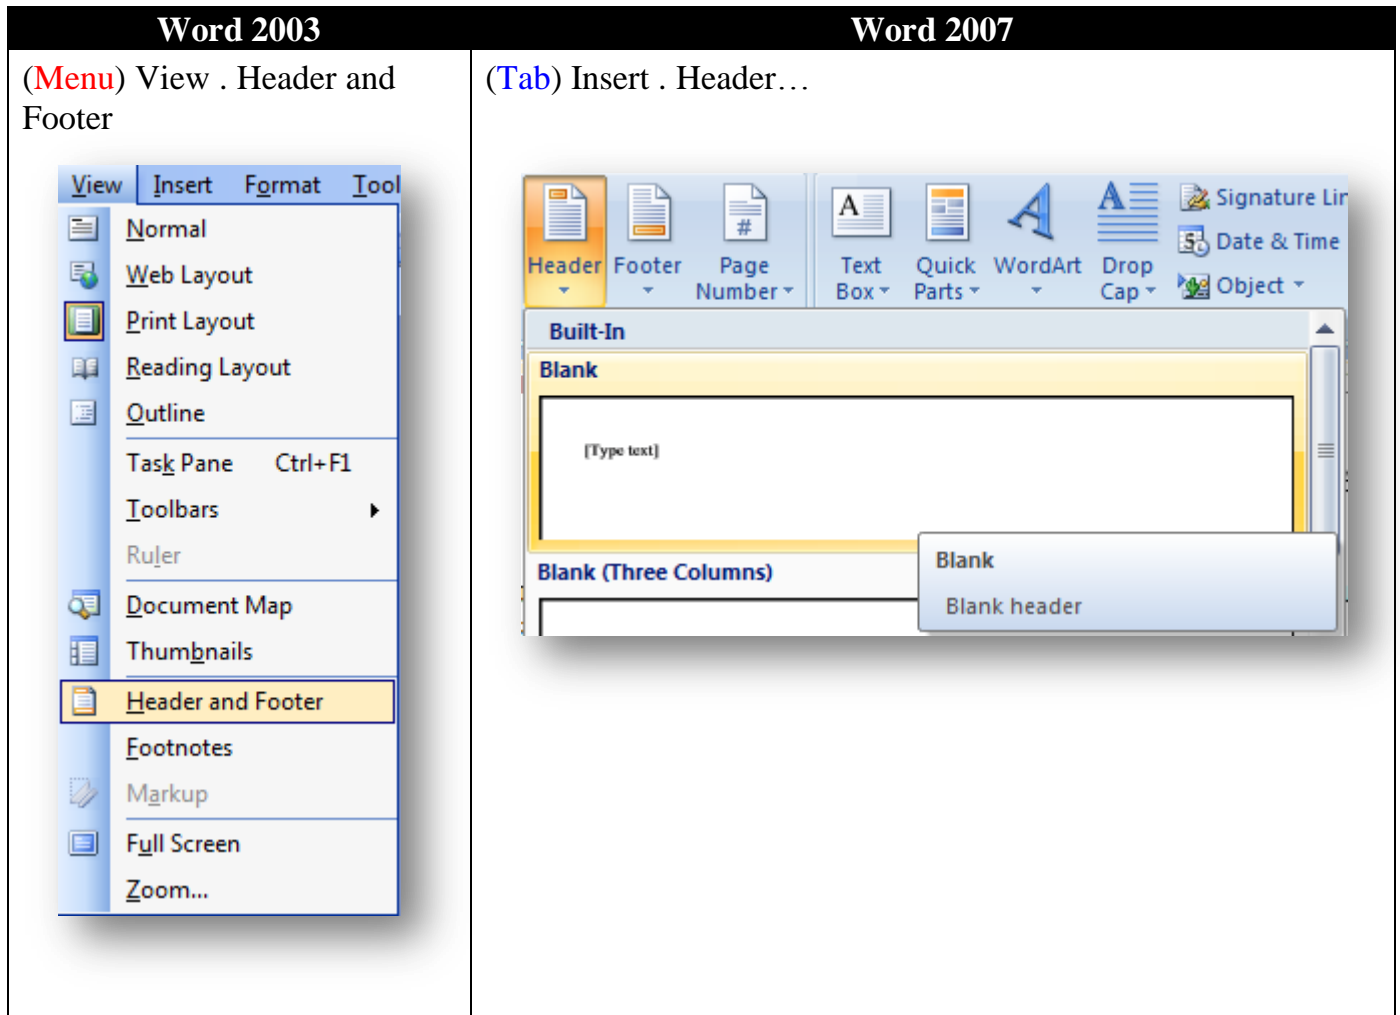 Word 2003
Word 2007
(Menu) View . Header and
Footer
View Insert Format Tool
Normal
Web Layout
Print Layout
Reading Layout
Outline
Task Pane Ctrl+F1
Toolbars
Ruler
Document Map
Thumbnails
Header and Footer
Footnotes
Markup
Full Screen
Zoom...
(Tab) Insert . Header…
Header Footer Page Number
A Text Box
Quick Parts
WordArt
A Drop Cap
Signature Lin
5 Date & Time
Object
#
Built-In
Blank
[Type text]
Blank (Three Columns)
Blank
Blank header